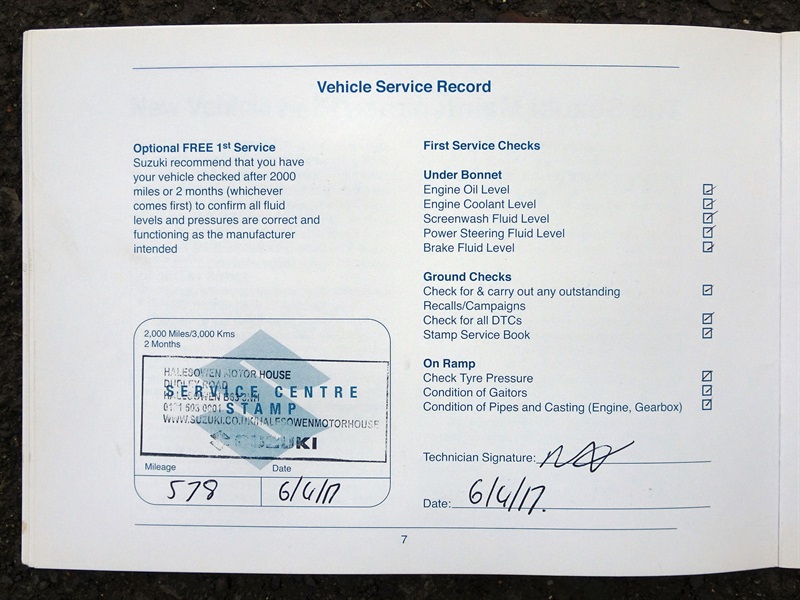 Vehicle Service Record
Optional FREE 1st Service
Suzuki recommend that you have
your vehicle checked after 2000
miles or 2 months (whichever
comes first) to confirm all fluid
levels and pressures are correct and
functioning as the manufacturer
intended
2,000 Miles/3,000 Kms
2 Months
HALESOWEN MOTOR HOUSE
DUDLEY ROAD
SERVICE CENTRE
HALESOWEN B63 3NH
STAMP
WWW.SUZUKI.CO.UK/HALESOWENMOTORHOUSE
SUZUKI
Mileage
Date
578
6/4/17
First Service Checks
Under Bonnet
Engine Oil Level
Engine Coolant Level
Screenwash Fluid Level
Power Steering Fluid Level
Brake Fluid Level
Ground Checks
Check for & carry out any outstanding
Recalls/Campaigns
Check for all DTCs
Stamp Service Book
On Ramp
Check Tyre Pressure
Condition of Gaitors
Condition of Pipes and Casting (Engine, Gearbox)
Technician Signature:
Date: 6/4/17.
7